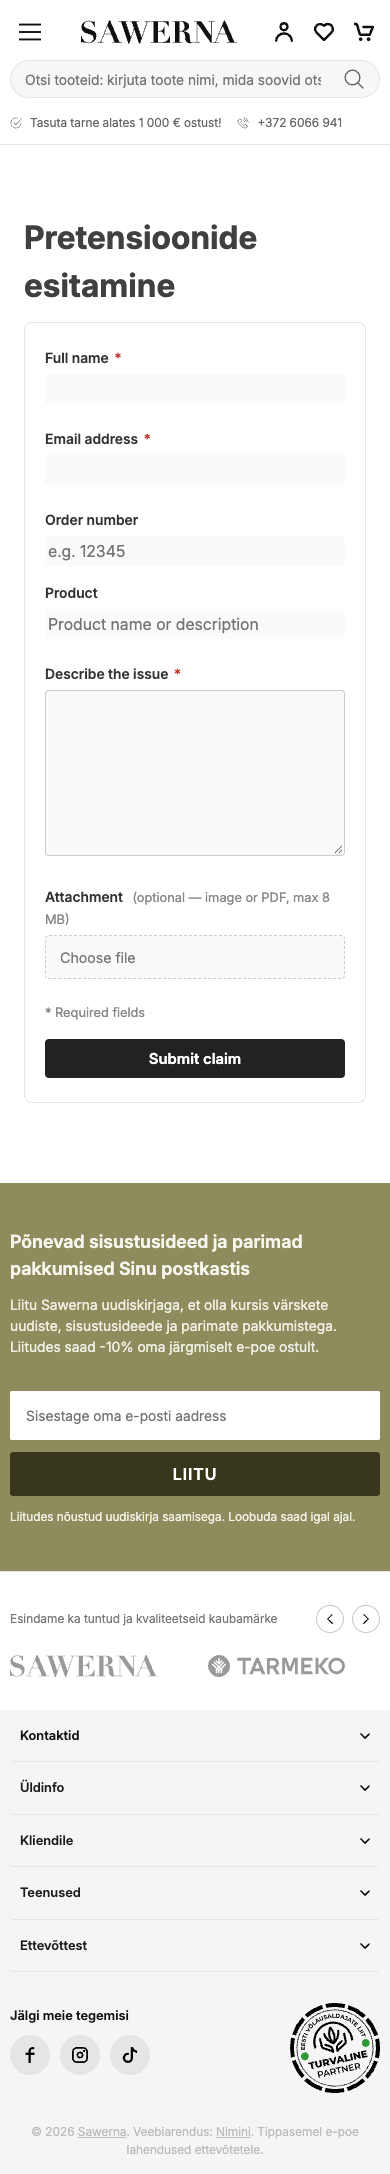 SAWERNA
Otsi tooteid: kirjuta toote nimi, mida soovid ots
Tasuta tarne alates 1 000 € ostust! +372 6066 941
Pretensioonide
esitamine
Full name *
Email address *
Order number
e.g. 12345
Product
Product name or description
Describe the issue *
Attachment (optional — image or PDF, max 8
MB)
Choose file
* Required fields
Submit claim
Põnevad sisustusideed ja parimad
pakkumised Sinu postkastis
Liitu Sawerna uudiskirjaga, et olla kursis värskete
uudiste, sisustusideede ja parimate pakkumistega.
Liitudes saad -10% oma järgmiselt e-poe ostult.
Sisestage oma e-posti aadress
LIITU
Liitudes nõustud uudiskirja saamisega. Loobuda saad igal ajal.
Esindame ka tuntud ja kvaliteetseid kaubamärke
SAWERNA TARMEKO
Kontaktid
Üldinfo
Kliendile
Teenused
Ettevõttest
Jälgi meie tegemisi
EESTI VÕLAUSALDAJATE LIIT
TURVALINE
PARTNER
© 2026 Sawerna. Veebiarendus: Nimini. Tippasemel e-poe
lahendused ettevõtetele.